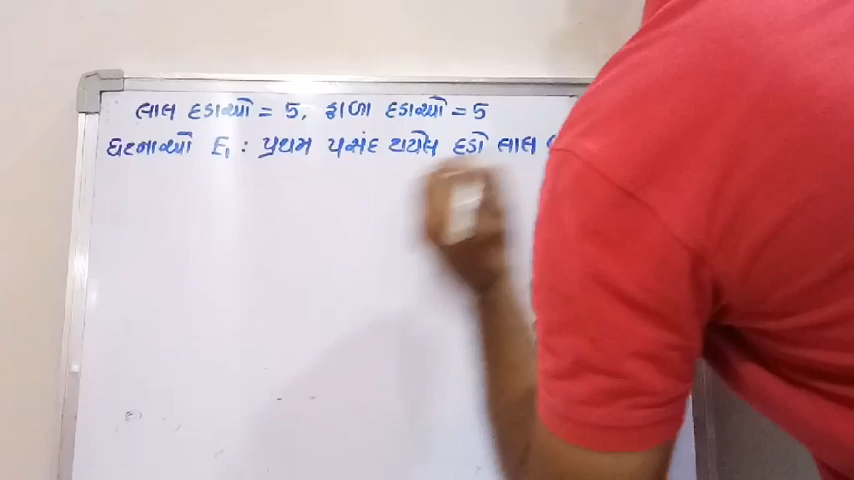 લાલ દડાઓ = 5, કાળા દડાઓ = 5
ઘટનાઓ E₁ : પ્રથમ પસંદ થયેલ દડો લાલ